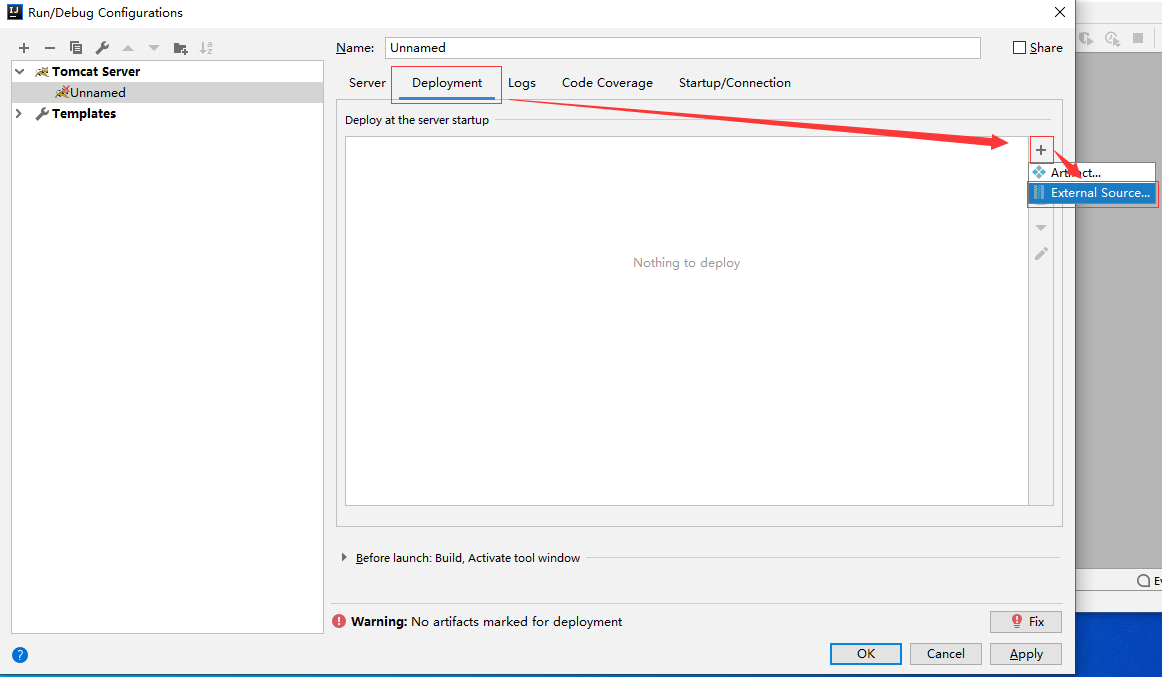 Run/Debug Configurations
Name: Unnamed Share
Tomcat Server
Unnamed
Templates
Server Deployment Logs Code Coverage Startup/Connection
Deploy at the server startup
External Source...
Nothing to deploy
Before launch: Build, Activate tool window
Warning: No artifacts marked for deployment
Fix
OK Cancel Apply